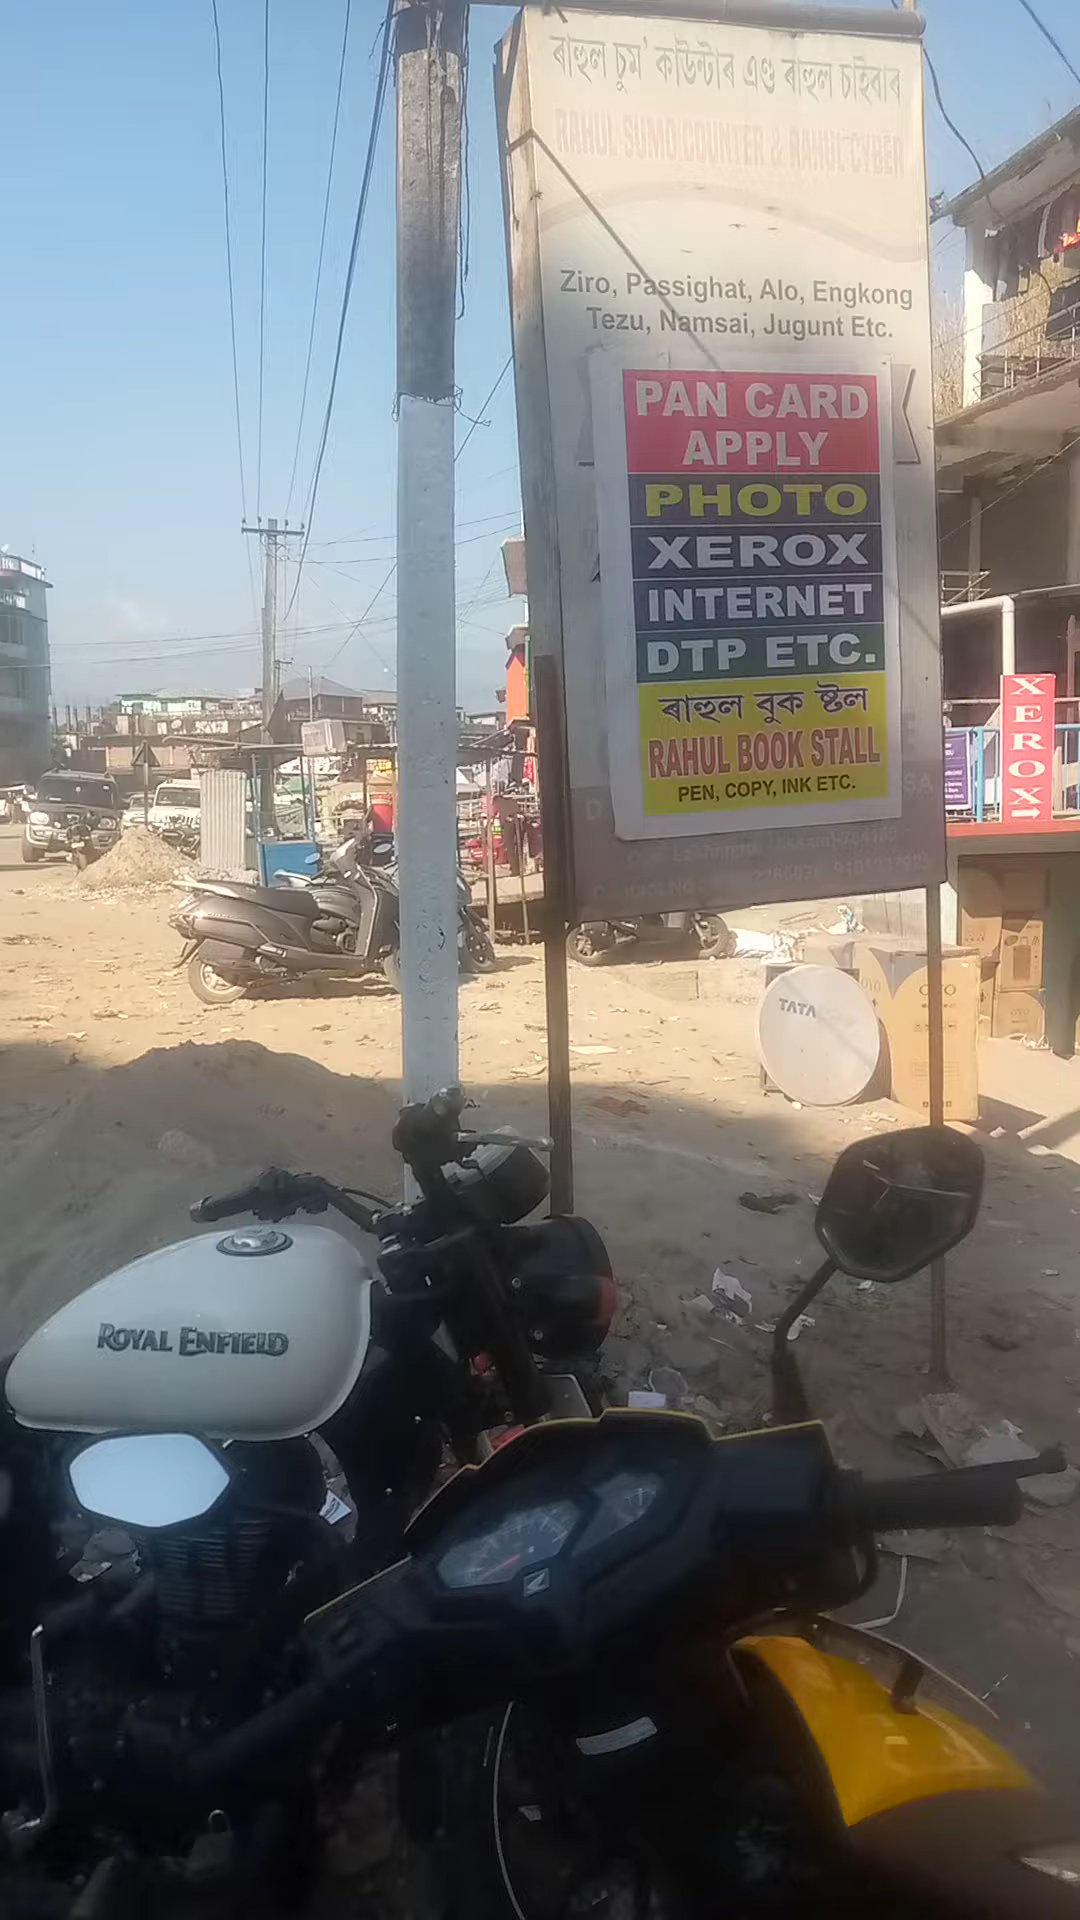 ৰাহুল চুম' কাউন্টাৰ এণ্ড ৰাহুল চাইবাৰ
RAHUL SUMO COUNTER & RAHUL CYBER
Ziro, Passighat, Alo, Engkong
Tezu, Namsai, Jugunt Etc.
PAN CARD
APPLY
PHOTO
XEROX
INTERNET
DTP ETC.
ৰাহুল বুক ষ্টল
RAHUL BOOK STALL
PEN, COPY, INK ETC.
XEROX
TATA
OYO
ROYAL ENFIELD